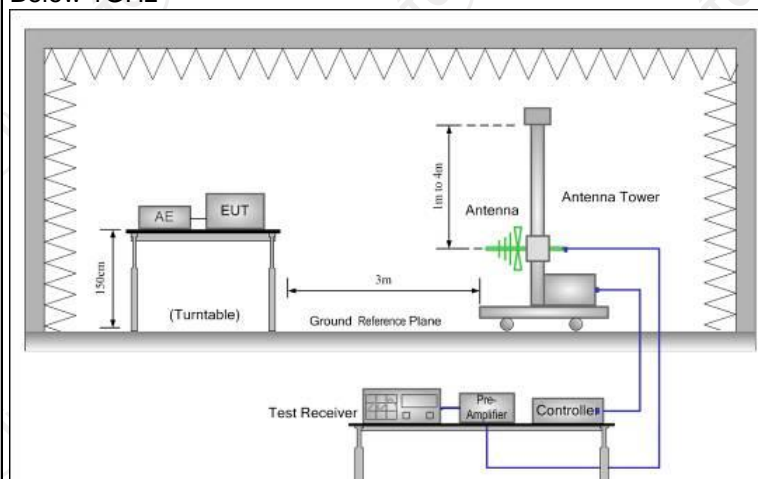 Below 1GHz
1m to 4m
Antenna Tower
Antenna
AE
EUT
150cm
3m
(Turntable)
Ground Reference Plane
Test Receiver
Pre-
Amplifier
Controller